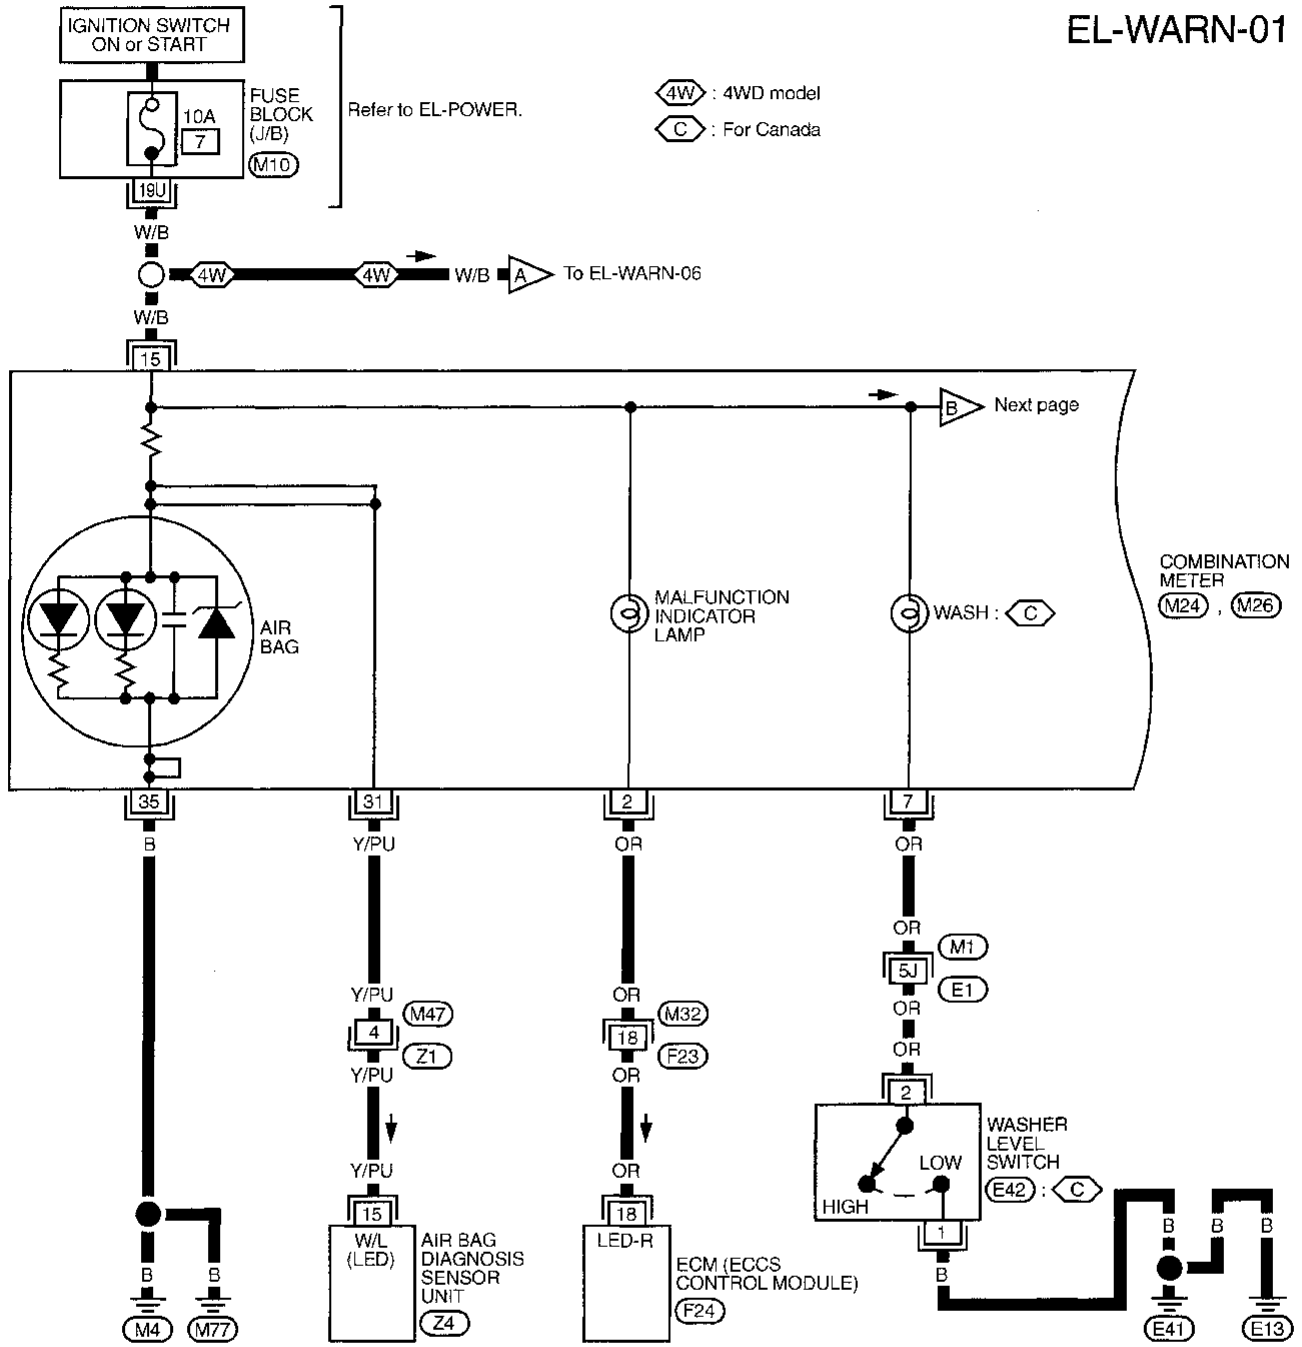 EL-WARN-01
IGNITION SWITCH
ON or START
FUSE
BLOCK
(J/B)
M10
10A
7
19U
Refer to EL-POWER.
4W : 4WD model
C : For Canada
W/B
4W
4W
W/B
A
To EL-WARN-06
W/B
15
B
Next page
AIR
BAG
MALFUNCTION
INDICATOR
LAMP
WASH : C
COMBINATION
METER
M24 , M26
35
31
2
7
B
Y/PU
OR
OR
OR
M1
5J
E1
OR
Y/PU
M47
4
Z1
Y/PU
OR
M32
18
F23
OR
OR
2
WASHER
LEVEL
SWITCH
E42 : C
LOW
HIGH
1
B
Y/PU
15
W/L
(LED)
AIR BAG
DIAGNOSIS
SENSOR
UNIT
Z4
OR
18
LED-R
ECM (ECCS
CONTROL MODULE)
F24
B
B
M4
M77
B
B
B
E41
E13